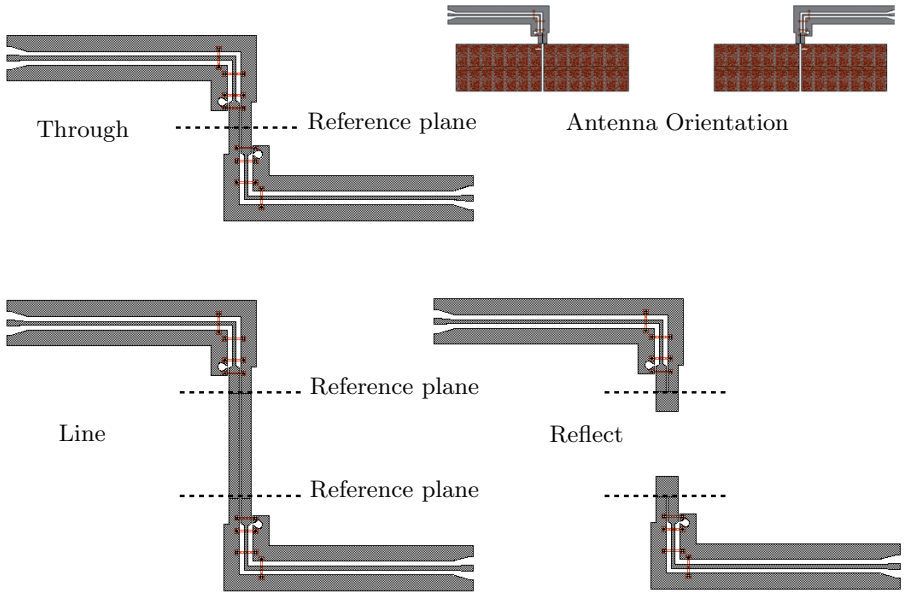 Through
Reference plane
Antenna Orientation
Reference plane
Line
Reflect
Reference plane